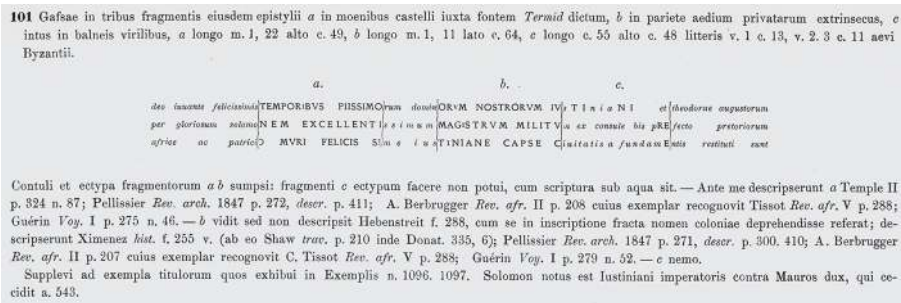 101 Gafsae in tribus fragmentis eiusdem epistylii a in moenibus castelli iuxta fontem Termid dictum, b in pariete aedium privatarum extrinsecus, c
intus in balneis virilibus, a longo m. 1, 22 alto c. 49, b longo m. 1, 11 lato c. 64, c longo c. 55 alto c. 48 litteris v. 1 c. 13, v. 2. 3 c. 11 aevi
Byzantii.
a. b. c.
deo iuuante felicissimis TEMPORIBVS PIISSIMOrum dominORVM NOSTRORVM IVsTInIaNI et theodorae augustorum
per gloriosum solomoNEM EXCELLENTIssimum MAGISTRVM MILITVm ex consule bis pREfecto pretoriorum
africe ac patriciO MVRI FELICIS SIme iusTINIANE CAPSE CIuitatis a fundamEntis restituti sunt
Contuli et ectypa fragmentorum a b sumpsi: fragmenti c ectypum facere non potui, cum scriptura sub aqua sit. — Ante me descripserunt a Temple II
p. 324 n. 87; Pellissier Rev. arch. 1847 p. 272, descr. p. 411; A. Berbrugger Rev. afr. II p. 208 cuius exemplar recognovit Tissot Rev. afr. V p. 288;
Guérin Voy. I p. 275 n. 46. — b vidit sed non descripsit Hebenstreit f. 288, cum se in inscriptione fracta nomen coloniae deprehendisse referat; de-
scripserunt Ximenez hist. f. 255 v. (ab eo Shaw trav. p. 210 inde Donat. 335, 6); Pellissier Rev. arch. 1847 p. 271, descr. p. 300. 410; A. Berbrugger
Rev. afr. II p. 207 cuius exemplar recognovit C. Tissot Rev. afr. V p. 288; Guérin Voy. I p. 279 n. 52. — c nemo.
Supplevi ad exempla titulorum quos exhibui in Exemplis n. 1096. 1097. Solomon notus est Iustiniani imperatoris contra Mauros dux, qui ce-
cidit a. 543.